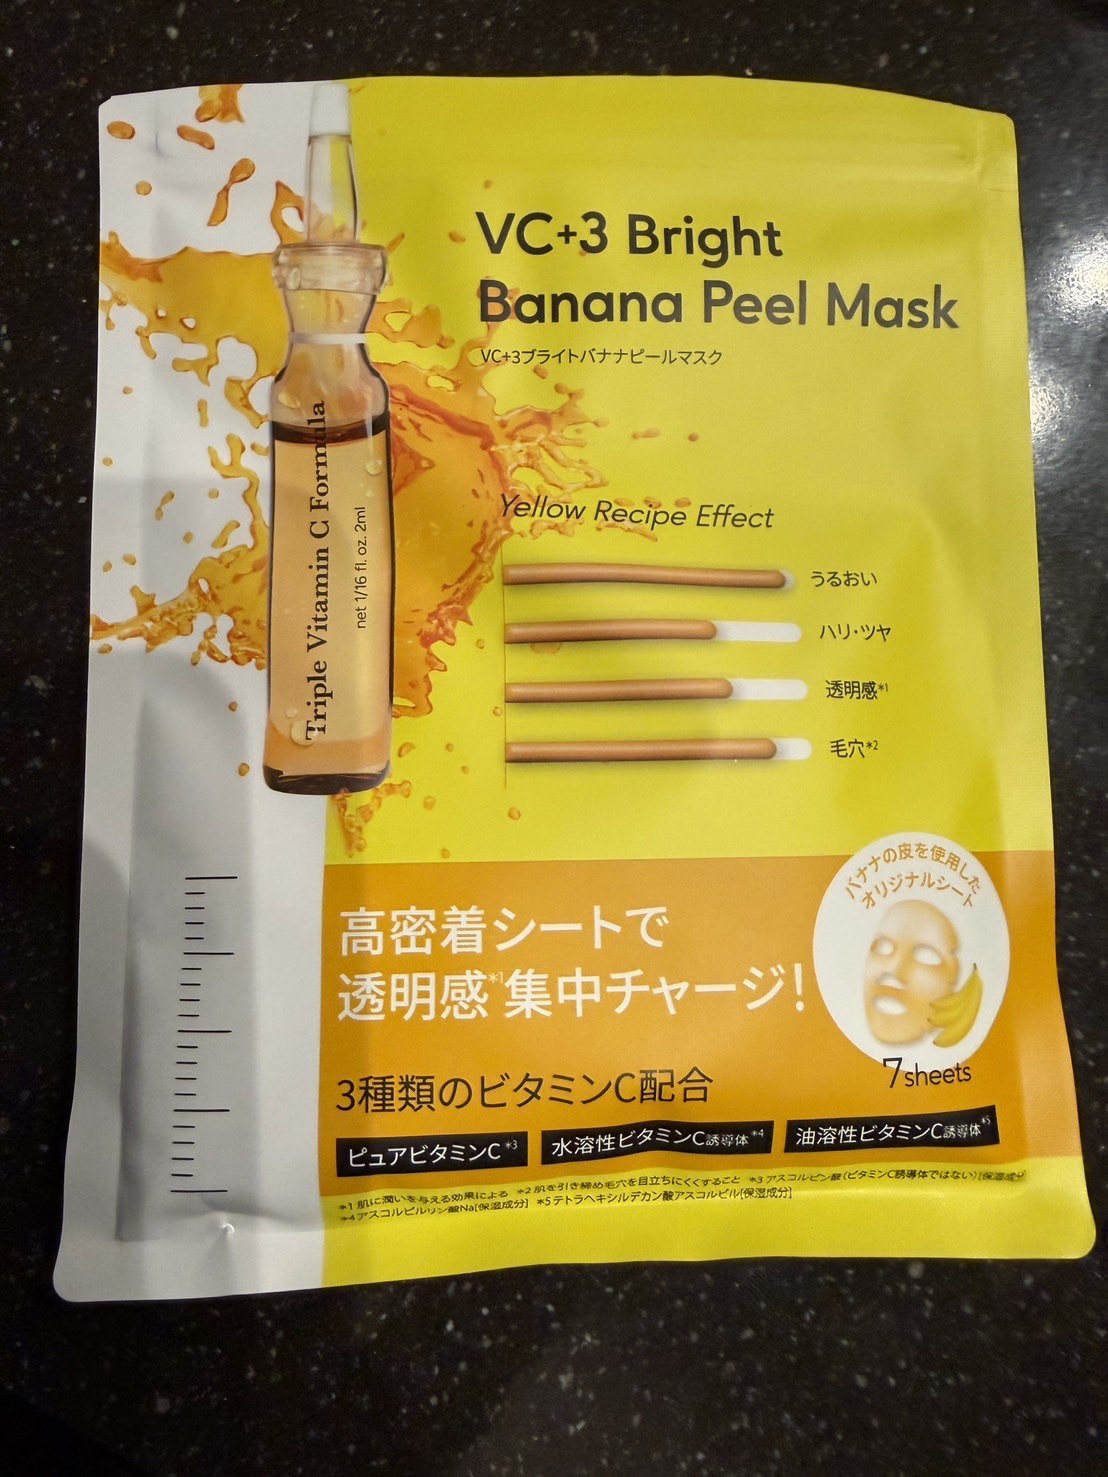 VC+3 Bright
Banana Peel Mask
VC+3ブライトバナナピールマスク
Triple Vitamin C Formula
net 1/16 fl. oz. 2ml
Yellow Recipe Effect
うるおい
ハリ・ツヤ
透明感*1
毛穴*2
バナナの皮を使用した
オリジナルシート
高密着シートで
透明感*1集中チャージ!
7sheets
3種類のビタミンC配合
ピュアビタミンC*3
水溶性ビタミンC誘導体*4
油溶性ビタミンC誘導体*5
*1 肌に潤いを与える効果による *2 肌を引き締め毛穴を目立ちにくくすること *3 アスコルビン酸(ビタミンC誘導体ではない)[保湿成分]
*4アスコルビルリン酸Na[保湿成分] *5テトラヘキシルデカン酸アスコルビル[保湿成分]